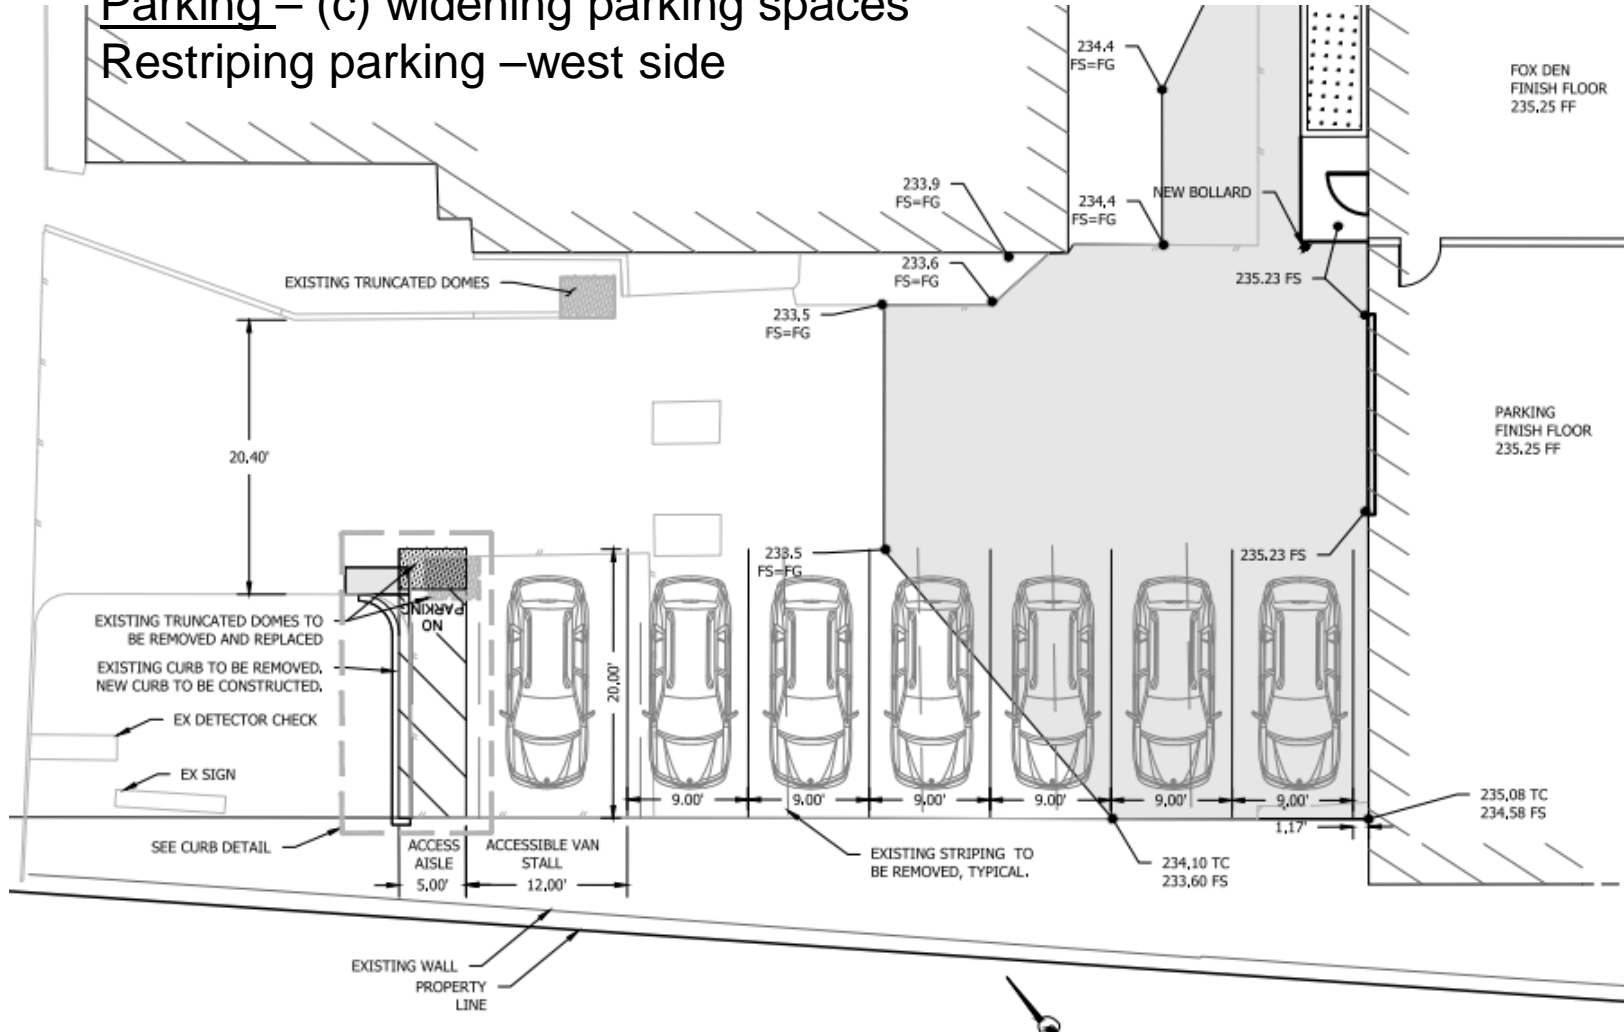 Parking – (c) widening parking spaces
Restriping parking –west side
234.4
FS=FG
FOX DEN
FINISH FLOOR
235.25 FF
233.9
FS=FG
234.4
FS=FG
NEW BOLLARD
EXISTING TRUNCATED DOMES
233.6
FS=FG
235.23 FS
233.5
FS=FG
PARKING
FINISH FLOOR
235.25 FF
20.40'
233.5
FS=FG
235.23 FS
NO
PARKING
EXISTING TRUNCATED DOMES TO
BE REMOVED AND REPLACED
EXISTING CURB TO BE REMOVED.
NEW CURB TO BE CONSTRUCTED.
20.00'
EX DETECTOR CHECK
EX SIGN
9.00'
9.00'
9.00'
9.00'
9.00'
9.00'
1.17'
235.08 TC
234.58 FS
SEE CURB DETAIL
ACCESS
AISLE
5.00'
ACCESSIBLE VAN
STALL
12.00'
EXISTING STRIPING TO
BE REMOVED, TYPICAL.
234.10 TC
233.60 FS
EXISTING WALL
PROPERTY
LINE